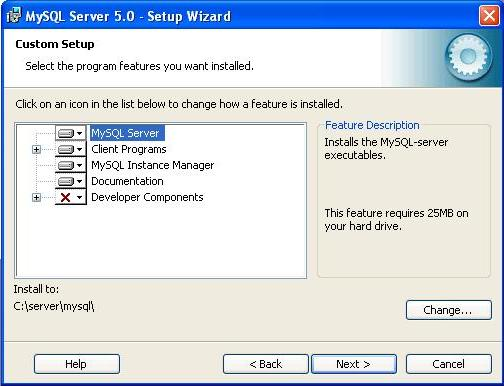 MySQL Server 5.0 - Setup Wizard
Custom Setup
Select the program features you want installed.
Click on an icon in the list below to change how a feature is installed.
MySQL Server
Client Programs
MySQL Instance Manager
Documentation
Developer Components
Feature Description
Installs the MySQL-server
executables.
This feature requires 25MB on
your hard drive.
Install to:
C:\server\mysql\
Change...
Help
< Back
Next >
Cancel